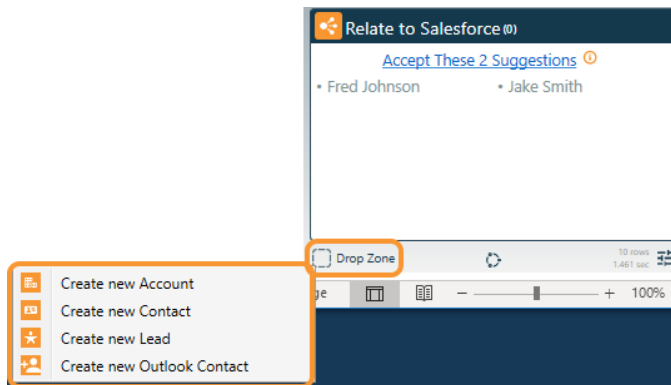 Relate to Salesforce (0)
Accept These 2 Suggestions
• Fred Johnson • Jake Smith
Drop Zone
10 rows
1.461 sec
ge
100%
Create new Account
Create new Contact
Create new Lead
Create new Outlook Contact